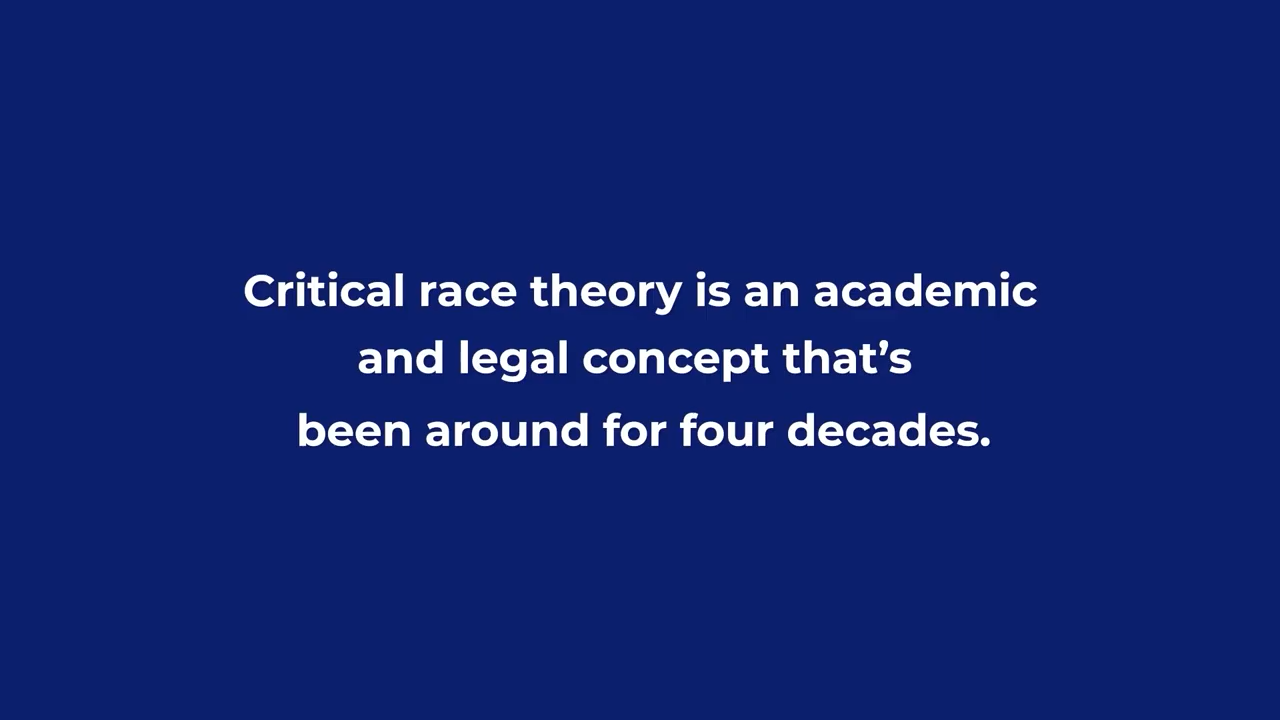 Critical race theory is an academic
and legal concept that’s
been around for four decades.